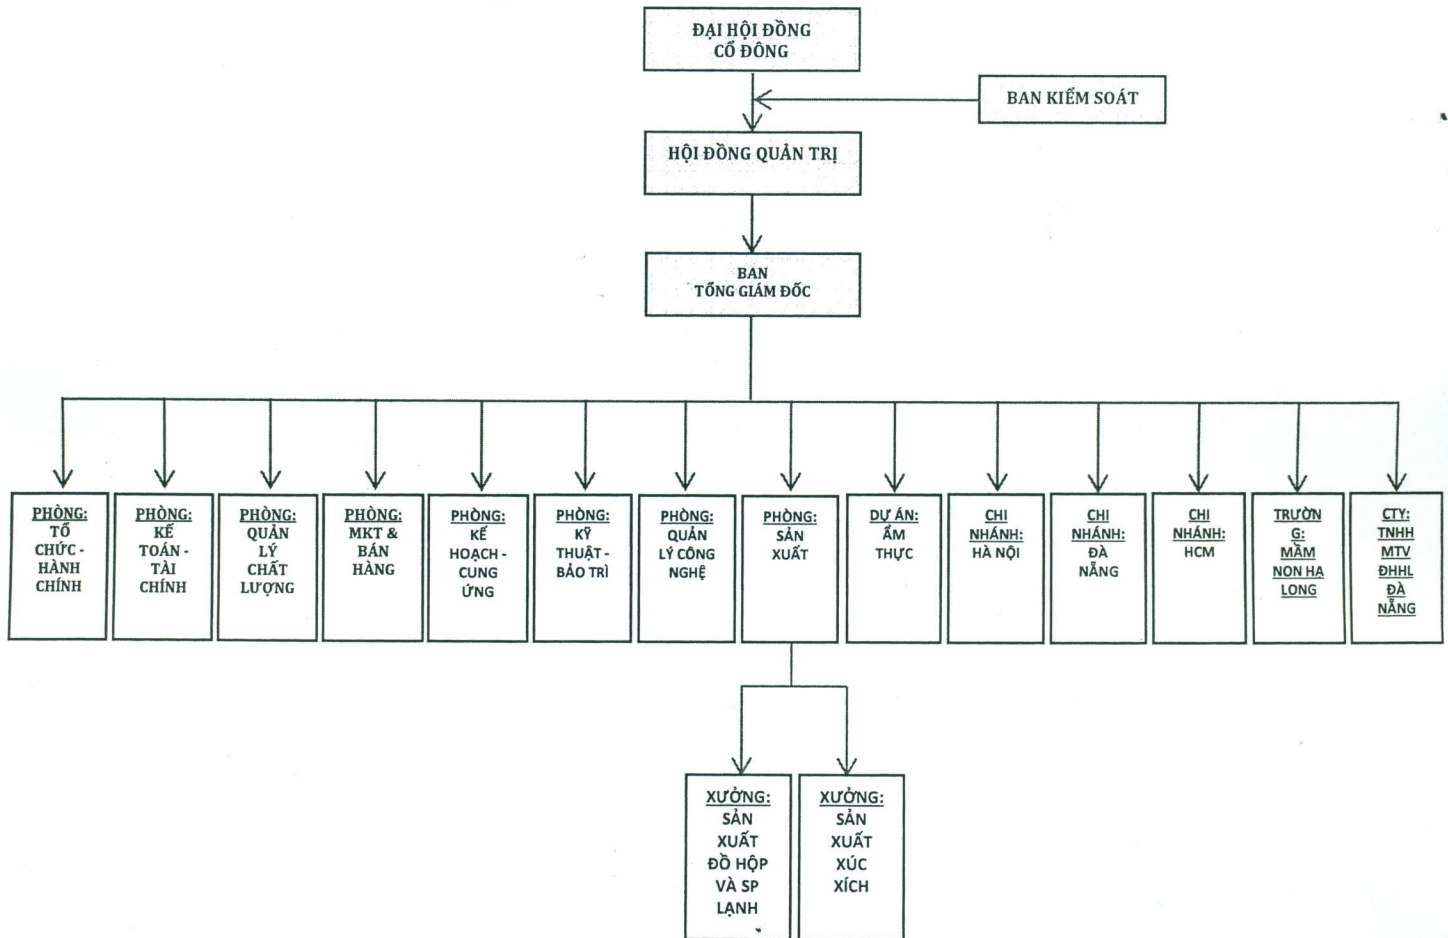 ĐẠI HỘI ĐỒNG
CỔ ĐÔNG
BAN KIỂM SOÁT
HỘI ĐỒNG QUẢN TRỊ
BAN
TỔNG GIÁM ĐỐC
PHÒNG:
TỔ
CHỨC -
HÀNH
CHÍNH
PHÒNG:
KẾ
TOÁN -
TÀI
CHÍNH
PHÒNG:
QUẢN
LÝ
CHẤT
LƯỢNG
PHÒNG:
MKT &
BÁN
HÀNG
PHÒNG:
KẾ
HOẠCH -
CUNG
ỨNG
PHÒNG:
KỸ
THUẬT -
BẢO TRÌ
PHÒNG:
QUẢN
LÝ CÔNG
NGHỆ
PHÒNG:
SẢN
XUẤT
DỰ ÁN:
ẨM
THỰC
CHI
NHÁNH:
HÀ NỘI
CHI
NHÁNH:
ĐÀ
NẴNG
CHI
NHÁNH:
HCM
TRƯỜN
G:
MẦM
NON HẠ
LONG
CTY:
TNHH
MTV
ĐHHL
ĐÀ
NẴNG
XƯỞNG:
SẢN
XUẤT
ĐỒ HỘP
VÀ SP
LẠNH
XƯỞNG:
SẢN
XUẤT
XÚC
XÍCH